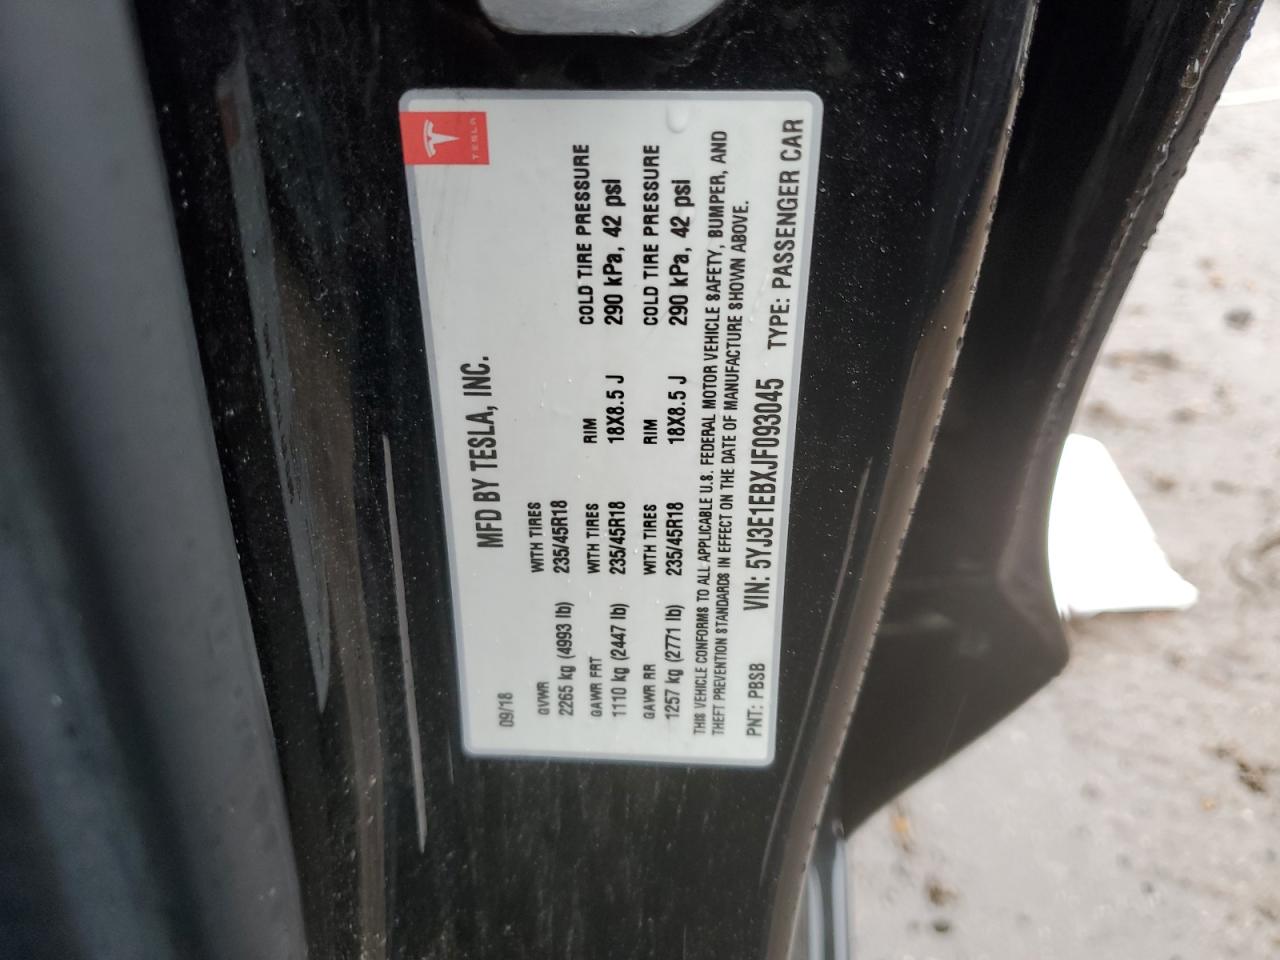 TESLA
MFD BY TESLA, INC.
09/18
GVWR WITH TIRES
2265 kg (4993 lb) 235/45R18
GAWR FRT WITH TIRES RIM COLD TIRE PRESSURE
1110 kg (2447 lb) 235/45R18 18X8.5 J 290 kPa, 42 psi
GAWR RR WITH TIRES RIM COLD TIRE PRESSURE
1257 kg (2771 lb) 235/45R18 18X8.5 J 290 kPa, 42 psi
THIS VEHICLE CONFORMS TO ALL APPLICABLE U.S. FEDERAL MOTOR VEHICLE SAFETY, BUMPER, AND
THEFT PREVENTION STANDARDS IN EFFECT ON THE DATE OF MANUFACTURE SHOWN ABOVE.
PNT: PBSB VIN: 5YJ3E1EBXJF093045 TYPE: PASSENGER CAR